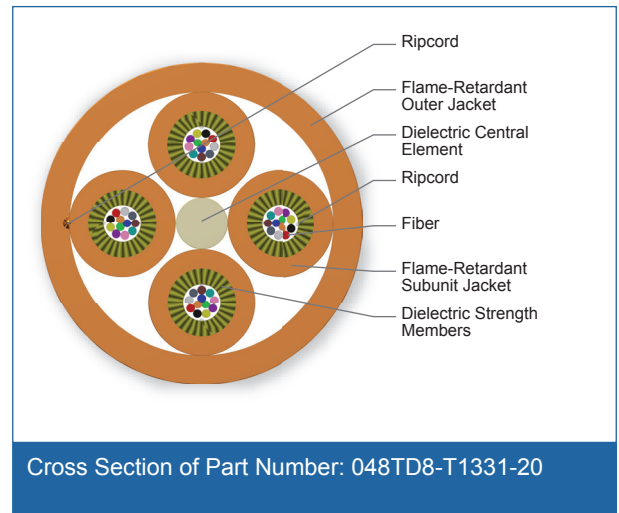 Ripcord
Flame-Retardant
Outer Jacket
Dielectric Central
Element
Ripcord
Fiber
Flame-Retardant
Subunit Jacket
Dielectric Strength
Members
Cross Section of Part Number: 048TD8-T1331-20